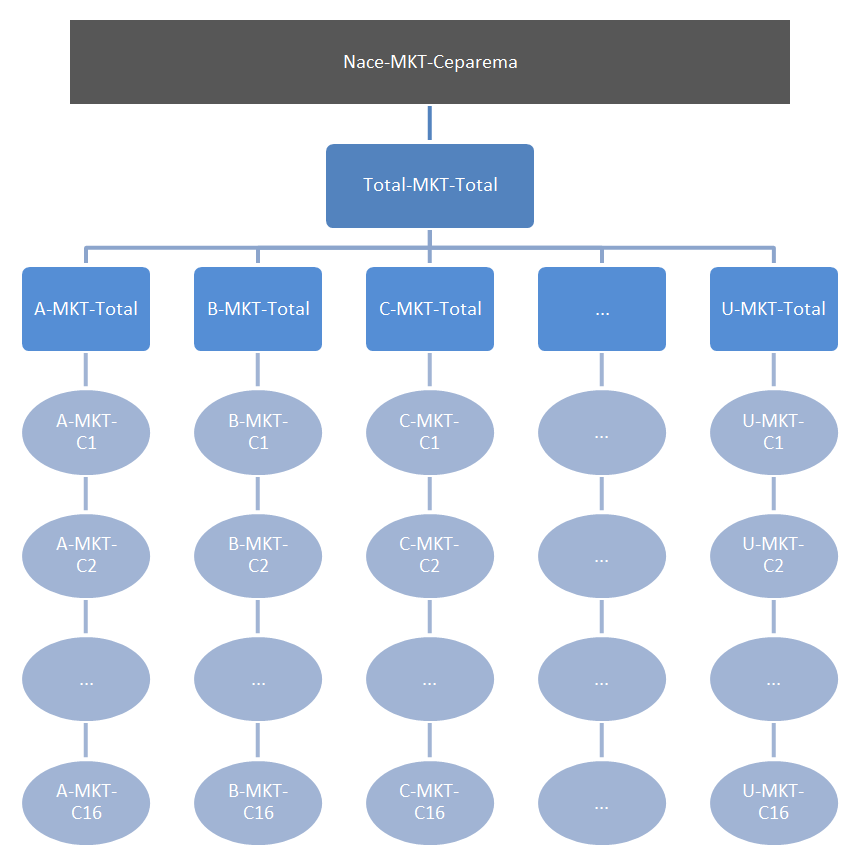 Nace-MKT-Ceparema
Total-MKT-Total
A-MKT-Total
B-MKT-Total
C-MKT-Total
...
U-MKT-Total
A-MKT-
C1
B-MKT-
C1
C-MKT-
C1
...
U-MKT-
C1
A-MKT-
C2
B-MKT-
C2
C-MKT-
C2
...
U-MKT-
C2
...
...
...
...
...
A-MKT-
C16
B-MKT-
C16
C-MKT-
C16
...
U-MKT-
C16